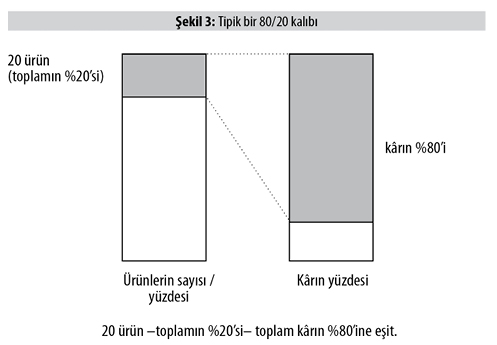 Şekil 3: Tipik bir 80/20 kalıbı
20 ürün
(toplamın %20'si)
kârın %80'i
Ürünlerin sayısı /
yüzdesi
Kârın yüzdesi
20 ürün –toplamın %20'si– toplam kârın %80'ine eşit.